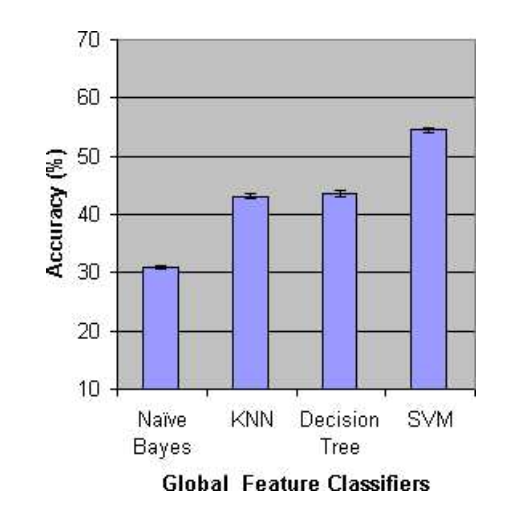 70
60
50
40
30
20
10
Accuracy (%)
Naïve Bayes
KNN
Decision Tree
SVM
Global Feature Classifiers